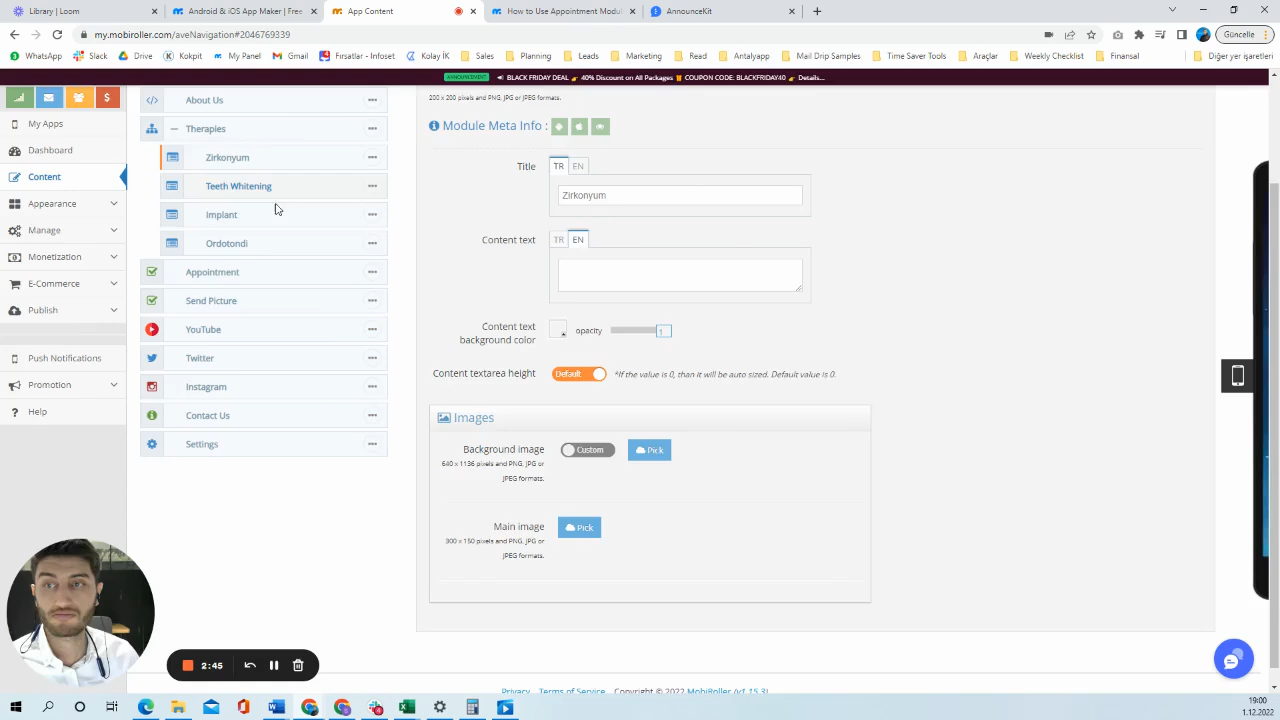 Library | Loom
Android & iOS App Maker | Free
App Content
How to Use Appointment Modul
AnnounceKit
my.mobiroller.com/aveNavigation#2046769339
Güncelle
WhatsApp
Slack
Drive
Kokpit
My Panel
Gmail
Fırsatlar - Infoset
Kolay İK
Sales
Planning
Leads
Marketing
Read
Antalyapp
Mail Drip Samples
Time Saver Tools
Araçlar
Weekly Checklist
Finansal
Diğer yer işaretleri
ANNOUNCEMENT
BLACK FRIDAY DEAL 👉 40% Discount on All Packages
COUPON CODE: BLACKFRIDAY40 👉 Details...
My Apps
Dashboard
Content
Appearance
Manage
Monetization
E-Commerce
Publish
Push Notifications
Promotion
Help
About Us
Therapies
Zirkonyum
Teeth Whitening
Implant
Ordotondi
Appointment
Send Picture
YouTube
Twitter
Instagram
Contact Us
Settings
200 x 200 pixels and PNG, JPG or JPEG formats.
Module Meta Info :
Title
TR EN
Zirkonyum
Content text
TR EN
Content text
background color
opacity
1
Content textarea height
Default
*If the value is 0, than it will be auto sized. Default value is 0.
Images
Background image
Custom
Pick
640 x 1136 pixels and PNG, JPG or
JPEG formats.
Main image
Pick
300 x 150 pixels and PNG, JPG or
JPEG formats.
2:45
Privacy Terms of Service Copyright © 2022 MobiRoller (v1.15.3)
19:00
1.12.2022